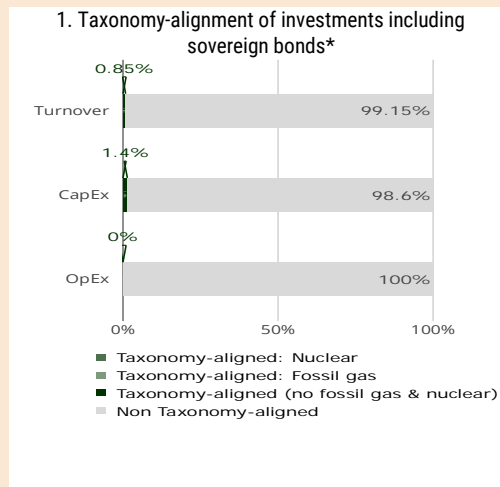 1. Taxonomy-alignment of investments including
sovereign bonds*
0.85%
Turnover 99.15%
1.4%
CapEx 98.6%
0%
OpEx 100%
0% 50% 100%
Taxonomy-aligned: Nuclear
Taxonomy-aligned: Fossil gas
Taxonomy-aligned (no fossil gas & nuclear)
Non Taxonomy-aligned